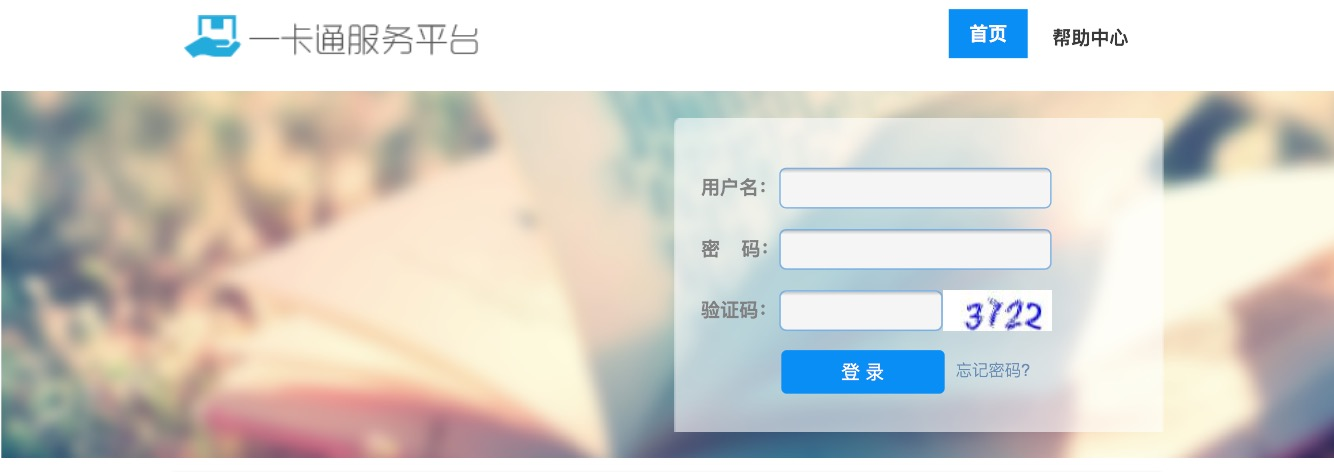 一卡通服务平台
首页
帮助中心
用户名：
密 码：
验证码：
3722
登 录
忘记密码？